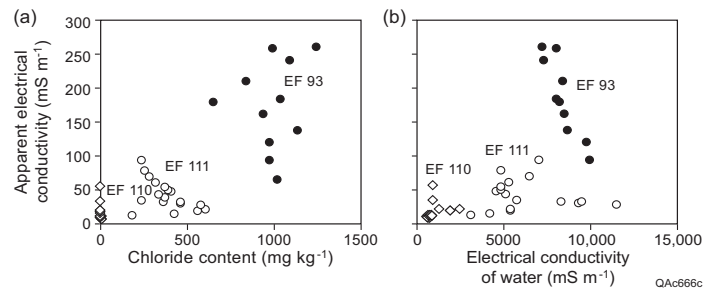 (a)
Apparent electrical
conductivity (mS m-1)
300
250
200
150
100
50
0
EF 93
EF 111
EF 110
0
500
1000
1500
Chloride content (mg kg-1)
(b)
EF 93
EF 111
EF 110
0
5000
10,000
15,000
Electrical conductivity
of water (mS m-1)
QAc666c